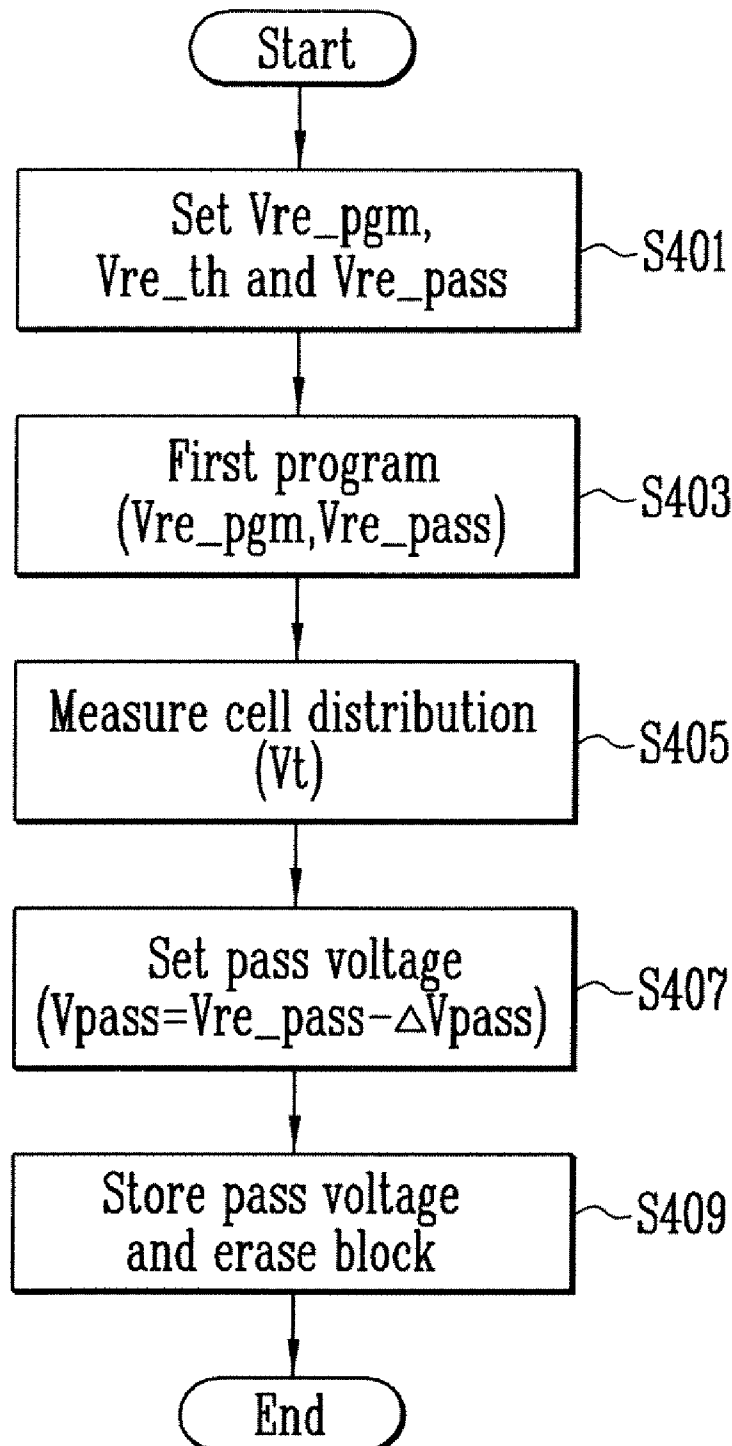 Start
Set Vre_pgm,
Vre_th and Vre_pass
S401
First program
(Vre_pgm,Vre_pass)
S403
Measure cell distribution
(Vt)
S405
Set pass voltage
(Vpass=Vre_pass-△Vpass)
S407
Store pass voltage
and erase block
S409
End